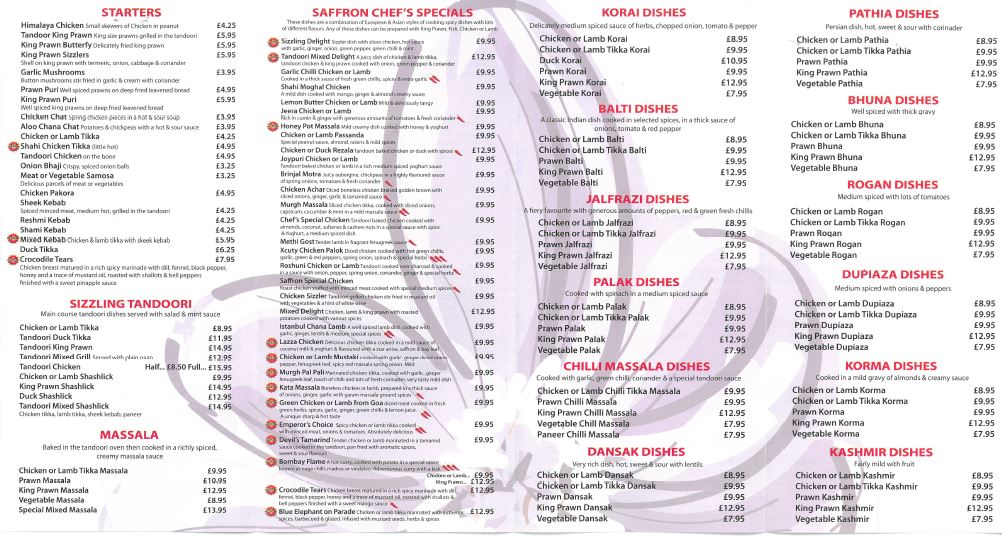 STARTERS
Himalaya Chicken Small skewers of Chicken in peanut £4.25
Tandoor King Prawn King size prawns grilled in the tandoori £5.95
King Prawn Butterfly Delicately fried king prawn £5.95
King Prawn Sizzlers £5.95
Shell on king prawn with termeric, onion, cabbage & coriander
Garlic Mushrooms £3.95
Button mushrooms stir fried in garlic & cream with coriander
Prawn Puri Well spiced prawns on deep fried leavened bread £4.95
King Prawn Puri £5.95
Well spiced king prawns on deep fried leavened bread
Chicken Chat Spring chicken pieces in a hot & sour soup £3.95
Aloo Chana Chat Potatoes & chickpeas with a hot & sour sauce £3.95
Chicken or Lamb Tikka £4.25
Shahi Chicken Tikka (little hot) £4.95
Tandoori Chicken on the bone £4.95
Onion Bhaji Crispy, spiced onion balls £3.25
Meat or Vegetable Samosa £3.25
Delicious parcels of meat or vegetables
Chicken Pakora £4.95
Sheek Kebab
Spiced minced meat, medium hot, grilled in the tandoori £4.25
Reshmi Kebab £4.25
Shami Kebab £4.25
Mixed Kebab Chicken & lamb tikka with skeek kebab £5.95
Duck Tikka £6.25
Crocodile Tears £7.95
Chicken breast matured in a rich spicy marinade with dill, fennel, black pepper,
honey and a trace of mustard oil, roasted with shallots & bell peppers
finished with a sweet pinapple sauce
SIZZLING TANDOORI
Main course tandoori dishes served with salad & mint sauce
Chicken or Lamb Tikka £8.95
Tandoori Duck Tikka £11.95
Tandoori King Prawn £14.95
Tandoori Mixed Grill Served with plain naan £12.95
Tandoori Chicken Half... £8.50 Full... £15.95
Chicken or Lamb Shashlick £9.95
King Prawn Shashlick £14.95
Duck Shashlick £12.95
Tandoori Mixed Shashlick £14.95
Chicken tikka, lamb tikka, sheek kebab, paneer
MASSALA
Baked in the tandoori oven then cooked in a richly spiced,
creamy massala sauce
Chicken or Lamb Tikka Massala £9.95
Prawn Massala £10.95
King Prawn Massala £12.95
Vegetable Massala £8.95
Special Mixed Massala £13.95
SAFFRON CHEF'S SPECIALS
These dishes are a combination of European & Asian styles of cooking spicy dishes with lots
of different flavors. Any of these dishes can be prepared with King Prawn, Fish, Chicken or Lamb
Sizzling Delight Sizzler dish with slices chicken, herb sauce £9.95
with garlic, ginger, onion, green pepper, green chilli & mint
Tandoori Mixed Delight A juicy dish of chicken & lamb tikka, £12.95
tandoori chicken & king prawn cooked with onion, green pepper & coriander
Garlic Chilli Chicken or Lamb £9.95
Cooked in a thick sauce of fresh green chillis, spices & extra garlic
Shahi Moghal Chicken £9.95
A mild dish cooked with mango, ginger & almond creamy sauce
Lemon Butter Chicken or Lamb Mild & deliciously tangy £9.95
Jeera Chicken or Lamb £9.95
Rich in cumin & ginger with generous amounts of tomatoes & fresh coriander
Honey Pot Massala Mild creamy dish cooked with honey & yoghurt £9.95
Chicken or Lamb Passanda £9.95
Special peanut sauce, almond, raisins & mild spices
Chicken or Duck Rezala Tandoori baked chicken or duck with spices £12.95
Joypuri Chicken or Lamb £9.95
Tandoori baked chicken or lamb in a rich medium spiced yoghurt sauce
Brinjal Motra Juicy aubergine, chickpeas in a highly flavoured sauce £9.95
of spring onions, tomatoes & fresh coriander
Chicken Achar Diced boneless chicken braised golden brown with £9.95
sliced onions, ginger, garlic & tamarind sauce
Murgh Massala Sliced chicken tikka, cooked with sliced onions, £9.95
capsicum, cucumber & mint in a mild masala sauce
Chef's Special Chicken Tandoori baked chicken cooked with £9.95
almonds, coconut, sultanas & cashew nuts in a special sauce with spice
& Yoghurt, a medium spiced dish
Methi Gost Tender lamb in fragrant fenugreek sauce £9.95
Kcuty Chicken Palok Diced chicken cooked with hot green chillis, £9.95
garlic, green & red peppers, spring onion, spinach & special herbs
Roshuni Chicken or Lamb Tandoori cooked over charcoal & cooked £9.95
in a sauce with onion, pepper, spring onion, coriander, ginger & special herbs
Saffron Special Chicken £9.95
Roast chicken stuffed with minced meat cooked with special medium spices
Chicken Sizzler Tandoori grilled chicken stir fried in mustard oil £9.95
with vegetables & a hint of white wine
Mixed Delight Chicken, lamb & king prawn with roasted £12.95
potatoes cooked with various spices
Istanbul Chana Lamb A well spiced lamb dish cooked with £9.95
garlic, ginger, lentils & medium special spices
Lazza Chicken Delicious chicken tikka cooked in a mild sauce of £9.95
coconut milk & yoghurt & flavoured with a star anise, saffron & bay leaf
Chicken or Lamb Mustaki cooked with garlic, ginger diced onion £9.95
pepper, fenugreek leaf, spicy red massala spring onion. Mild
Murgh Pal Pali Marinated chicken tikka, cooked with garlic, ginger £9.95
fenugreek leaf, touch of chilli and lots of fresh coriander, very tasty mild dish
Kata Massala Boneless chicken or lamb, prepared in a thick sauce £9.95
of onions, ginger, garlic with garam masala ground spices
Green Chicken or Lamb from Goa Diced meat cooked in fresh £9.95
green herbs, spices, garlic, ginger, green chillis & lemon juice.
A unique sharp & hot taste
Emperor's Choice Spicy chicken or lamb tikka cooked £9.95
with minced meat, onions & tomatoes. Absolutely delicious
Devil's Tamarind Tender chicken or lamb marinated in a tamarind £9.95
sauce cooked in the tandoori, pan fried with aromatic spices,
sweet & sour flavours
Bombay Flame A hot curry, cooked with potato in a special sauce
known as naga chilli, madras or vindaloo. Adventurous curry with a kick
Chicken or Lamb... £9.95
King Prawn... £12.95
Crocodile Tears Chicken breast matured in a rich spicy marinade with dill £12.95
fennel, black pepper, honey and a trace of mustard oil, roasted with shallots &
bell peppers finished with a sweet mango sauce
Blue Elephant on Parade Chicken or lamb tikka marinated with authentic £12.95
spices, barbecued & glazed. Infused with mustard seeds, herbs & spices
KORAI DISHES
Delicately medium spiced sauce of herbs, chopped onion, tomato & pepper
Chicken or Lamb Korai £8.95
Chicken or Lamb Tikka Korai £9.95
Duck Korai £10.95
Prawn Korai £9.95
King Prawn Korai £12.95
Vegetable Korai £7.95
BALTI DISHES
A classic Indian dish cooked in selected spices, in a thick sauce of
onions, tomato & red pepper
Chicken or Lamb Balti £8.95
Chicken or Lamb Tikka Balti £9.95
Prawn Balti £9.95
King Prawn Balti £12.95
Vegetable Balti £7.95
JALFRAZI DISHES
A fiery favourite with generous amounts of peppers, red & green fresh chillis
Chicken or Lamb Jalfrazi £8.95
Chicken or Lamb Tikka Jalfrazi £9.95
Prawn Jalfrazi £9.95
King Prawn Jalfrazi £12.95
Vegetable Jalfrazi £7.95
PALAK DISHES
Cooked with spinach in a medium spiced sauce
Chicken or Lamb Palak £8.95
Chicken or Lamb Tikka Palak £9.95
Prawn Palak £9.95
King Prawn Palak £12.95
Vegetable Palak £7.95
CHILLI MASSALA DISHES
Cooked with garlic, green chilli, coriander & a special tandoori sauce
Chicken or Lamb Chilli Tikka Massala £9.95
Prawn Chilli Massala £9.95
King Prawn Chilli Massala £12.95
Vegetable Chill Massala £7.95
Paneer Chilli Massala £7.95
DANSAK DISHES
Very rich dish, hot, sweet & sour with lentils
Chicken or Lamb Dansak £8.95
Chicken or Lamb Tikka Dansak £9.95
Prawn Dansak £9.95
King Prawn Dansak £12.95
Vegetable Dansak £7.95
PATHIA DISHES
Persian dish, hot, sweet & sour with coriander
Chicken or Lamb Pathia £8.95
Chicken or Lamb Tikka Pathia £9.95
Prawn Pathia £9.95
King Prawn Pathia £12.95
Vegetable Pathia £7.95
BHUNA DISHES
Well spiced with thick gravy
Chicken or Lamb Bhuna £8.95
Chicken or Lamb Tikka Bhuna £9.95
Prawn Bhuna £9.95
King Prawn Bhuna £12.95
Vegetable Bhuna £7.95
ROGAN DISHES
Medium spiced with lots of tomatoes
Chicken or Lamb Rogan £8.95
Chicken or Lamb Tikka Rogan £9.95
Prawn Rogan £9.95
King Prawn Rogan £12.95
Vegetable Rogan £7.95
DUPIAZA DISHES
Medium spiced with onions & peppers
Chicken or Lamb Dupiaza £8.95
Chicken or Lamb Tikka Dupiaza £9.95
Prawn Dupiaza £9.95
King Prawn Dupiaza £12.95
Vegetable Dupiaza £7.95
KORMA DISHES
Cooked in a mild gravy of almonds & creamy sauce
Chicken or Lamb Korma £8.95
Chicken or Lamb Tikka Korma £9.95
Prawn Korma £9.95
King Prawn Korma £12.95
Vegetable Korma £7.95
KASHMIR DISHES
Fairly mild with fruit
Chicken or Lamb Kashmir £8.95
Chicken or Lamb Tikka Kashmir £9.95
Prawn Kashmir £9.95
King Prawn Kashmir £12.95
Vegetable Kashmir £7.95